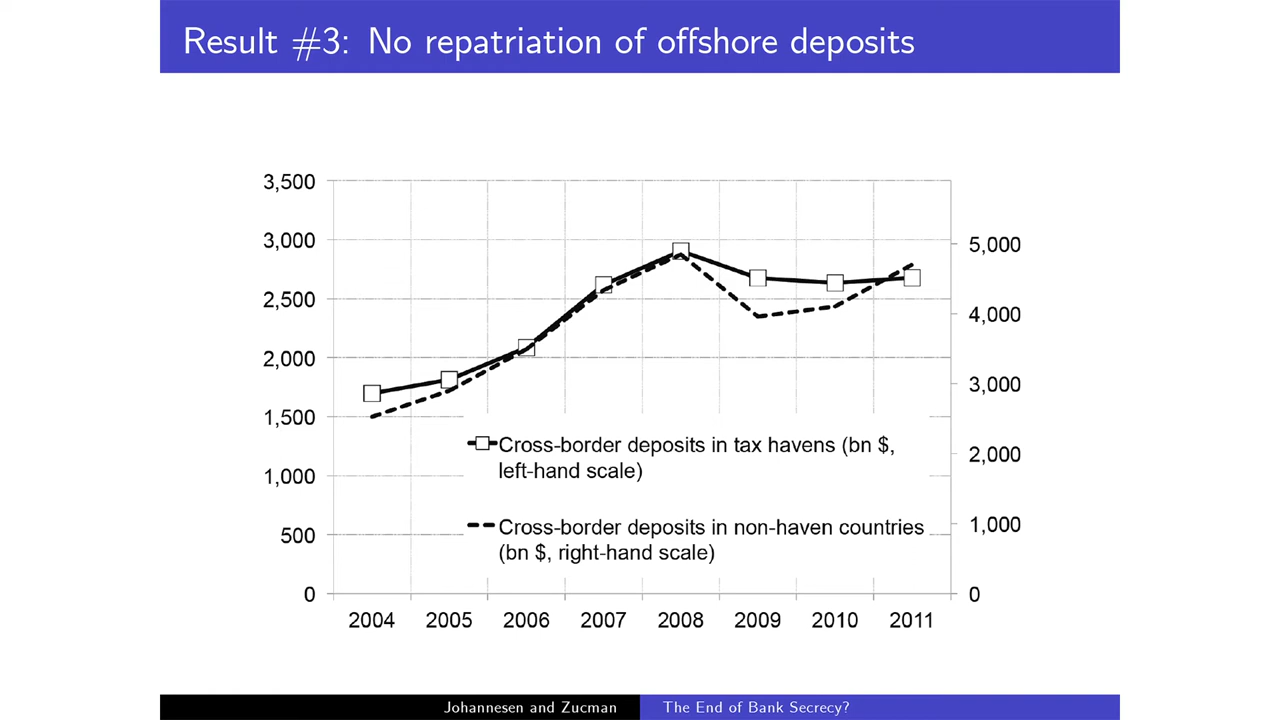 Result #3: No repatriation of offshore deposits
3,500
3,000
2,500
2,000
1,500
1,000
500
0
5,000
4,000
3,000
2,000
1,000
0
Cross-border deposits in tax havens (bn $,
left-hand scale)
Cross-border deposits in non-haven countries
(bn $, right-hand scale)
2004 2005 2006 2007 2008 2009 2010 2011
Johannesen and Zucman The End of Bank Secrecy?